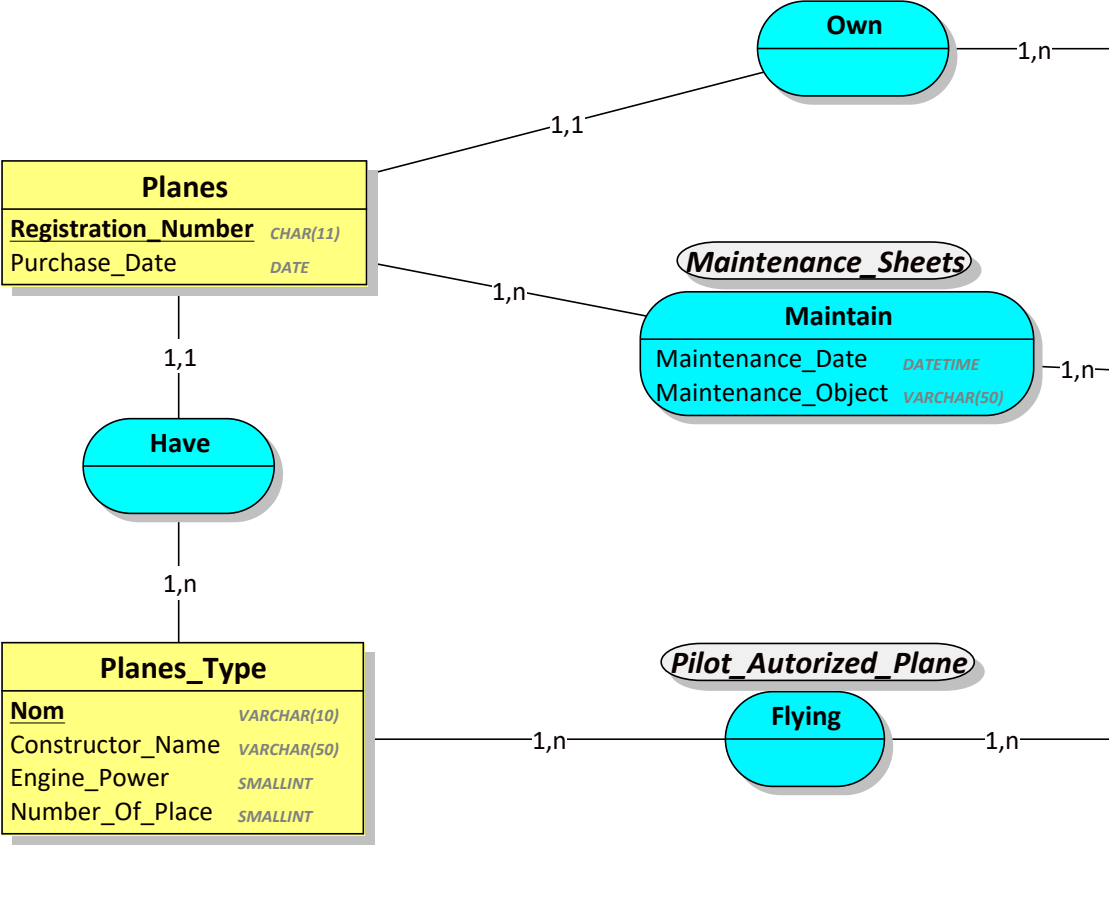 Own
1,n
1,1
Planes
Registration_Number CHAR(11)
Purchase_Date DATE
Maintenance_Sheets
1,n
Maintain
Maintenance_Date DATETIME
Maintenance_Object VARCHAR(50)
1,n
1,1
Have
1,n
Planes_Type
Nom VARCHAR(10)
Constructor_Name VARCHAR(50)
Engine_Power SMALLINT
Number_Of_Place SMALLINT
Pilot_Autorized_Plane
Flying
1,n
1,n